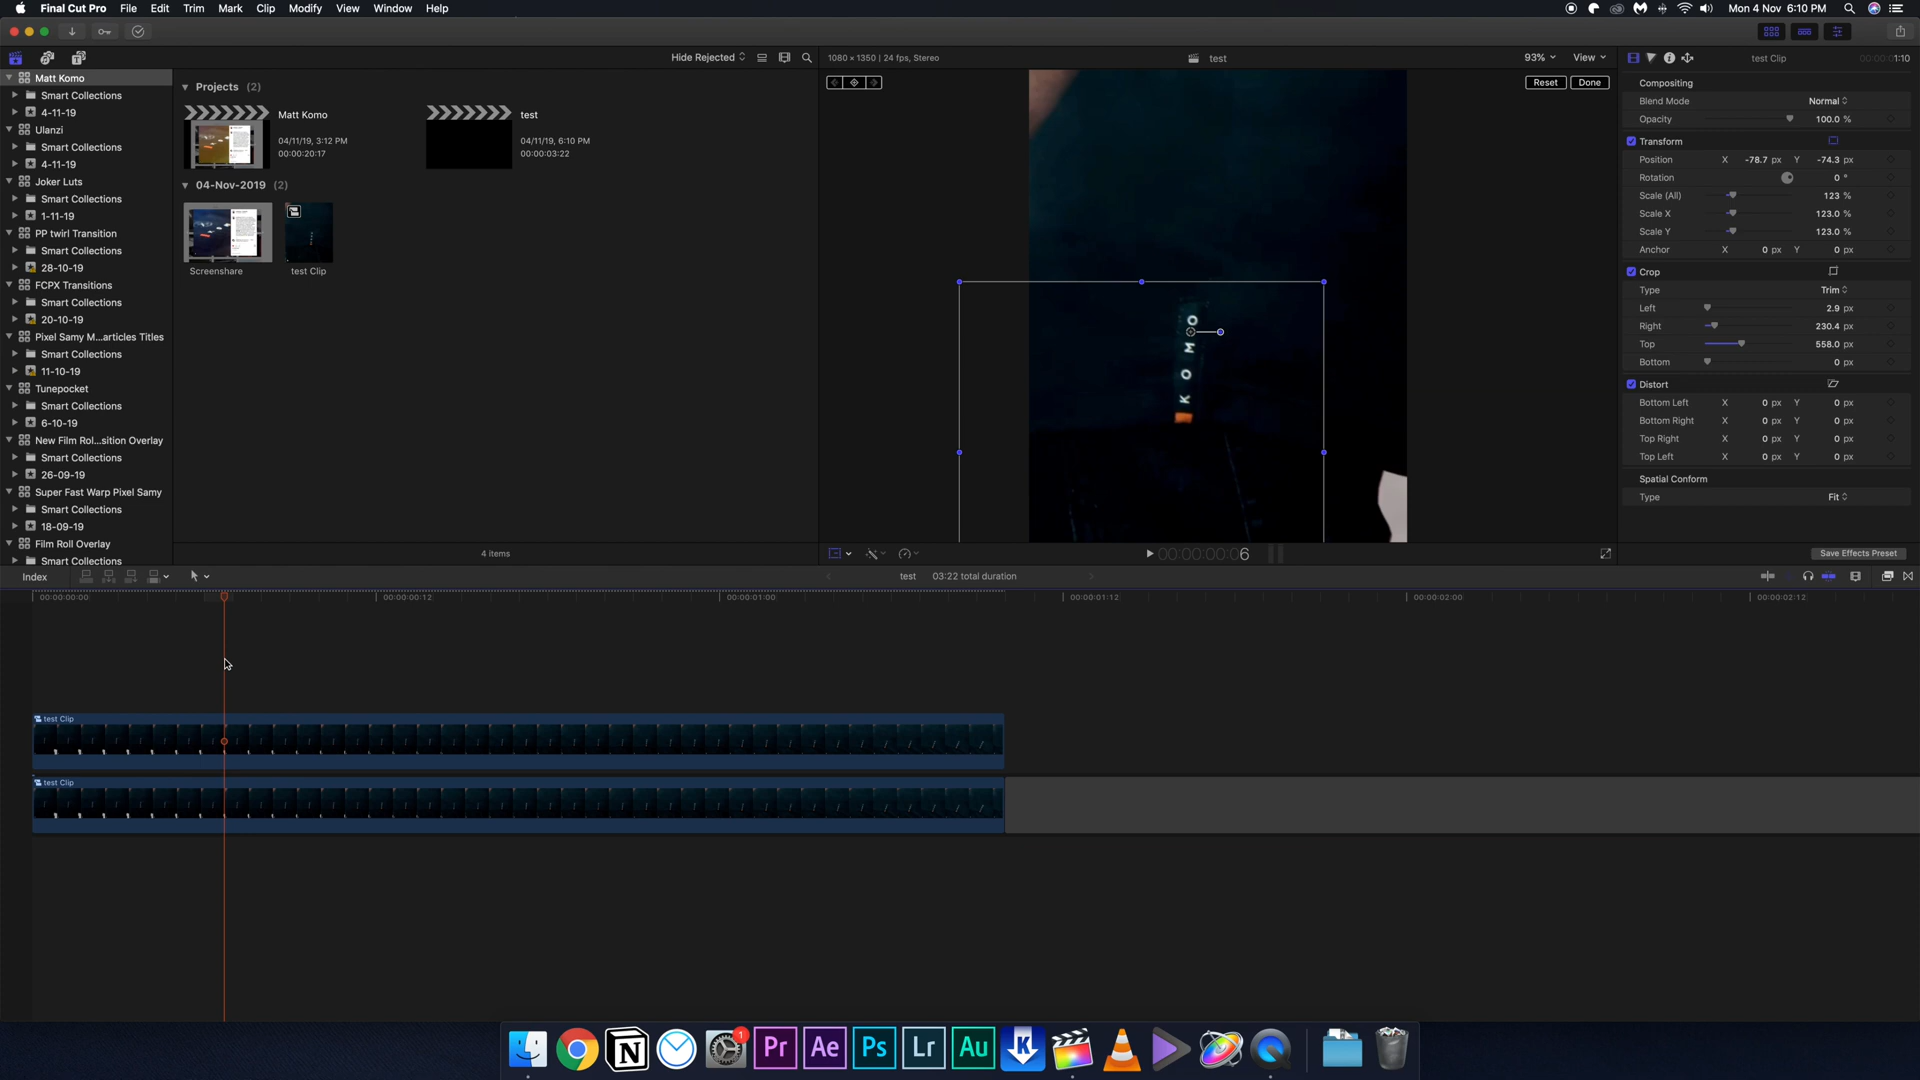 Final Cut Pro File Edit Trim Mark Clip Modify View Window Help
Mon 4 Nov 6:10 PM
Hide Rejected
1080 × 1350 | 24 fps, Stereo
test
93%
View
test Clip
1:10
Matt Komo
Smart Collections
4-11-19
Ulanzi
Smart Collections
4-11-19
Joker Luts
Smart Collections
1-11-19
PP twirl Transition
Smart Collections
28-10-19
FCPX Transitions
Smart Collections
20-10-19
Pixel Samy M...articles Titles
Smart Collections
11-10-19
Tunepocket
Smart Collections
6-10-19
New Film Rol...sition Overlay
Smart Collections
26-09-19
Super Fast Warp Pixel Samy
Smart Collections
18-09-19
Film Roll Overlay
Smart Collections
Projects (2)
Matt Komo
04/11/19, 3:12 PM
00:00:20:17
test
04/11/19, 6:10 PM
00:00:03:22
04-Nov-2019 (2)
Screenshare
test Clip
4 items
Reset
Done
KOMO
00:00:00:06
Compositing
Blend Mode Normal
Opacity 100.0 %
Transform
Position X -78.7 px Y -74.3 px
Rotation 0 °
Scale (All) 123 %
Scale X 123.0 %
Scale Y 123.0 %
Anchor X 0 px Y 0 px
Crop
Type Trim
Left 2.9 px
Right 230.4 px
Top 558.0 px
Bottom 0 px
Distort
Bottom Left X 0 px Y 0 px
Bottom Right X 0 px Y 0 px
Top Right X 0 px Y 0 px
Top Left X 0 px Y 0 px
Spatial Conform
Type Fit
Save Effects Preset
Index
test 03:22 total duration
00:00:00:00 00:00:00:12 00:00:01:00 00:00:01:12 00:00:02:00 00:00:02:12
test Clip
test Clip
1
N Pr Ae Ps Lr Au K